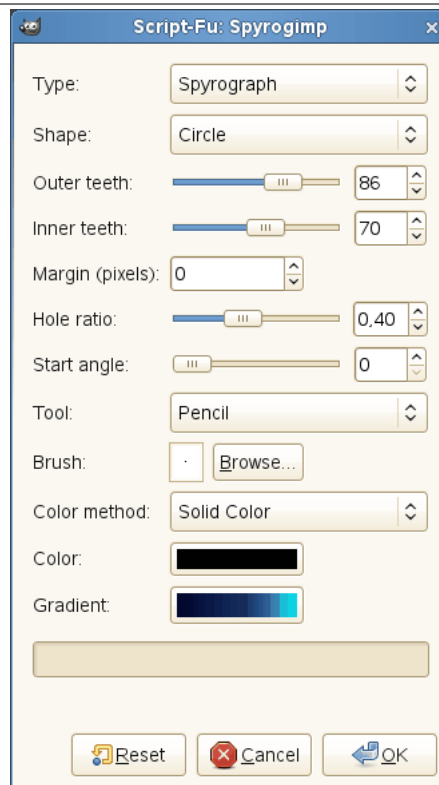 Script-Fu: Spyrogimp
Type: Spyrograph
Shape: Circle
Outer teeth: 86
Inner teeth: 70
Margin (pixels): 0
Hole ratio: 0,40
Start angle: 0
Tool: Pencil
Brush: Browse...
Color method: Solid Color
Color:
Gradient:
Reset Cancel OK